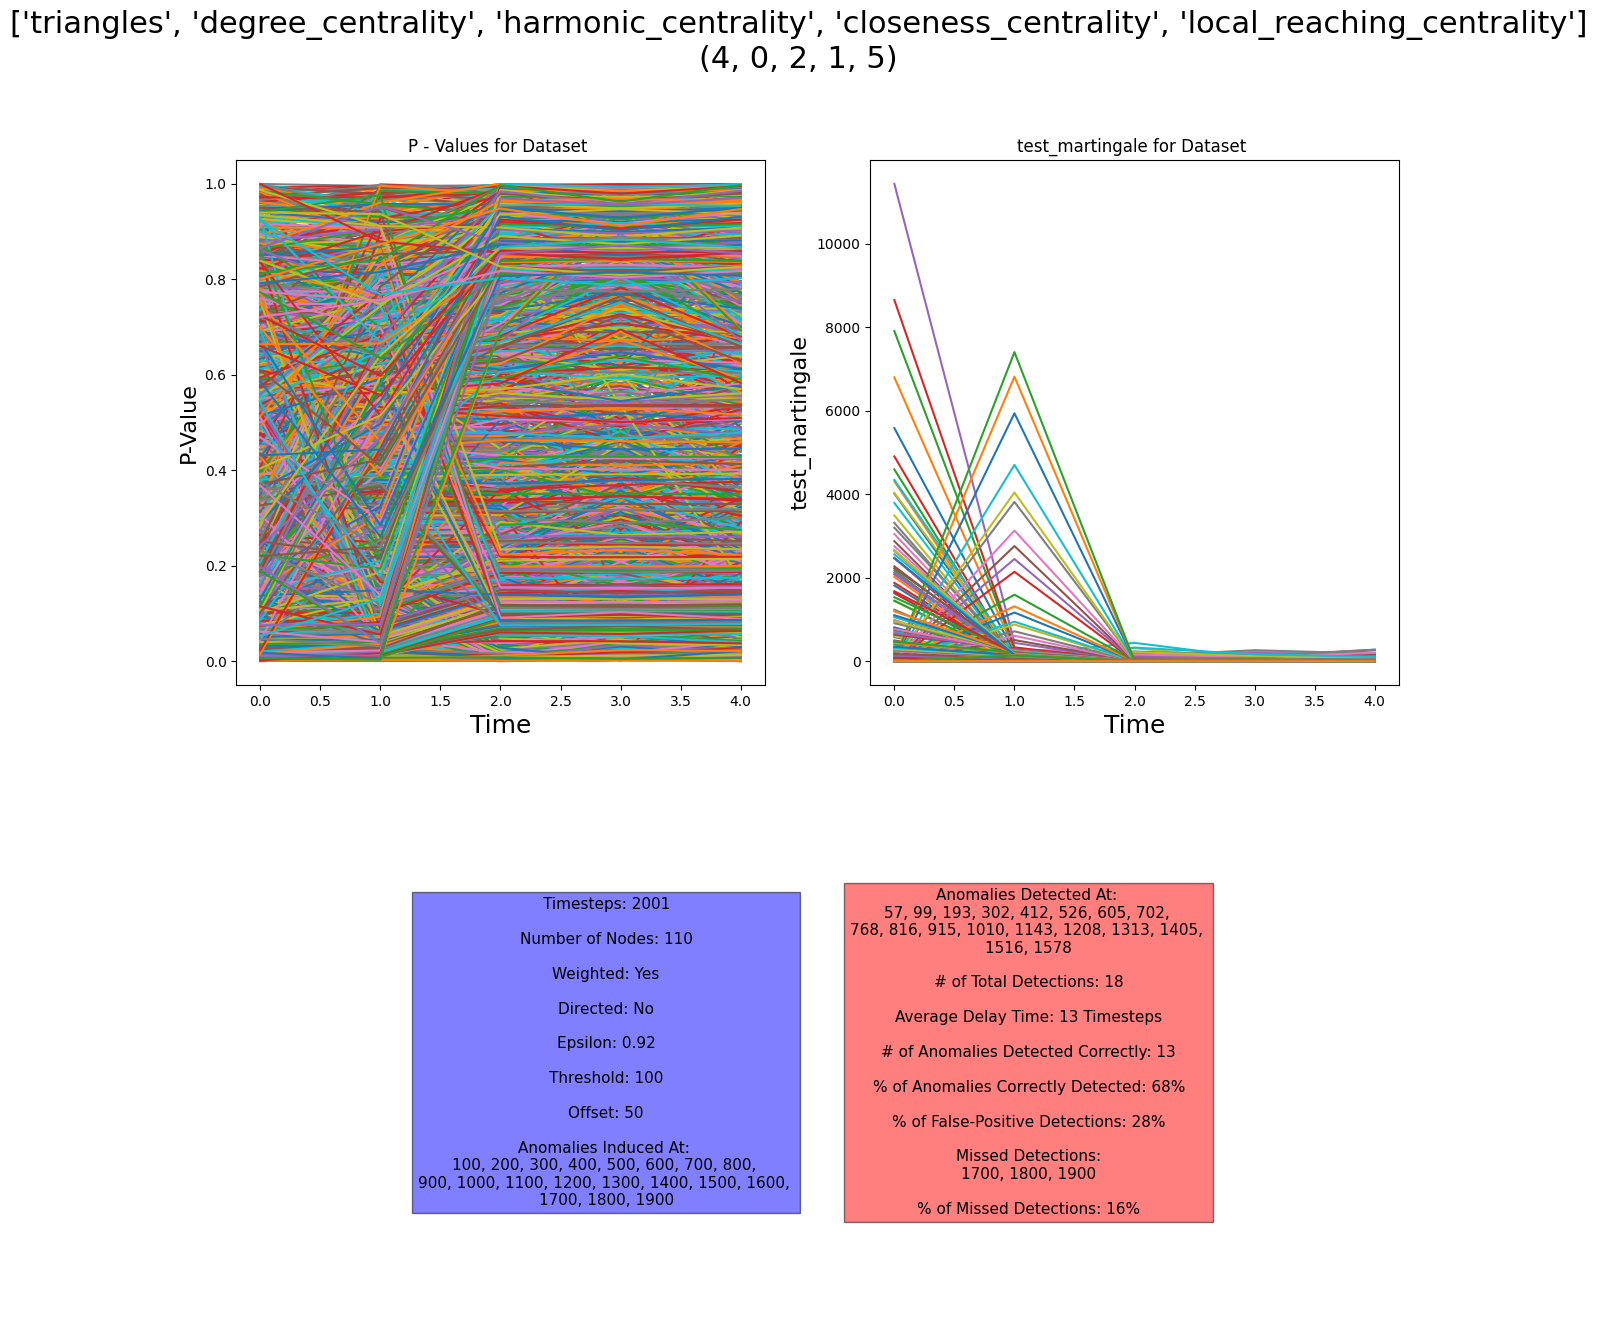 ['triangles', 'degree_centrality', 'harmonic_centrality', 'closeness_centrality', 'local_reaching_centrality']
(4, 0, 2, 1, 5)
P - Values for Dataset
1.0
0.8
0.6
0.4
0.2
0.0
P-Value
0.0 0.5 1.0 1.5 2.0 2.5 3.0 3.5 4.0
Time
test_martingale for Dataset
10000
8000
6000
4000
2000
0
test_martingale
0.0 0.5 1.0 1.5 2.0 2.5 3.0 3.5 4.0
Time
Timesteps: 2001
Number of Nodes: 110
Weighted: Yes
Directed: No
Epsilon: 0.92
Threshold: 100
Offset: 50
Anomalies Induced At:
100, 200, 300, 400, 500, 600, 700, 800,
900, 1000, 1100, 1200, 1300, 1400, 1500, 1600,
1700, 1800, 1900
Anomalies Detected At:
57, 99, 193, 302, 412, 526, 605, 702,
768, 816, 915, 1010, 1143, 1208, 1313, 1405,
1516, 1578
# of Total Detections: 18
Average Delay Time: 13 Timesteps
# of Anomalies Detected Correctly: 13
% of Anomalies Correctly Detected: 68%
% of False-Positive Detections: 28%
Missed Detections:
1700, 1800, 1900
% of Missed Detections: 16%